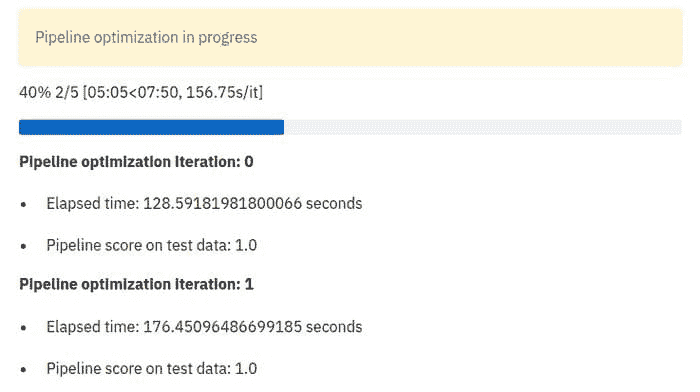 Pipeline optimization in progress
40% 2/5 [05:05<07:50, 156.75s/it]
Pipeline optimization iteration: 0
• Elapsed time: 128.59181981800066 seconds
• Pipeline score on test data: 1.0
Pipeline optimization iteration: 1
• Elapsed time: 176.45096486699185 seconds
• Pipeline score on test data: 1.0